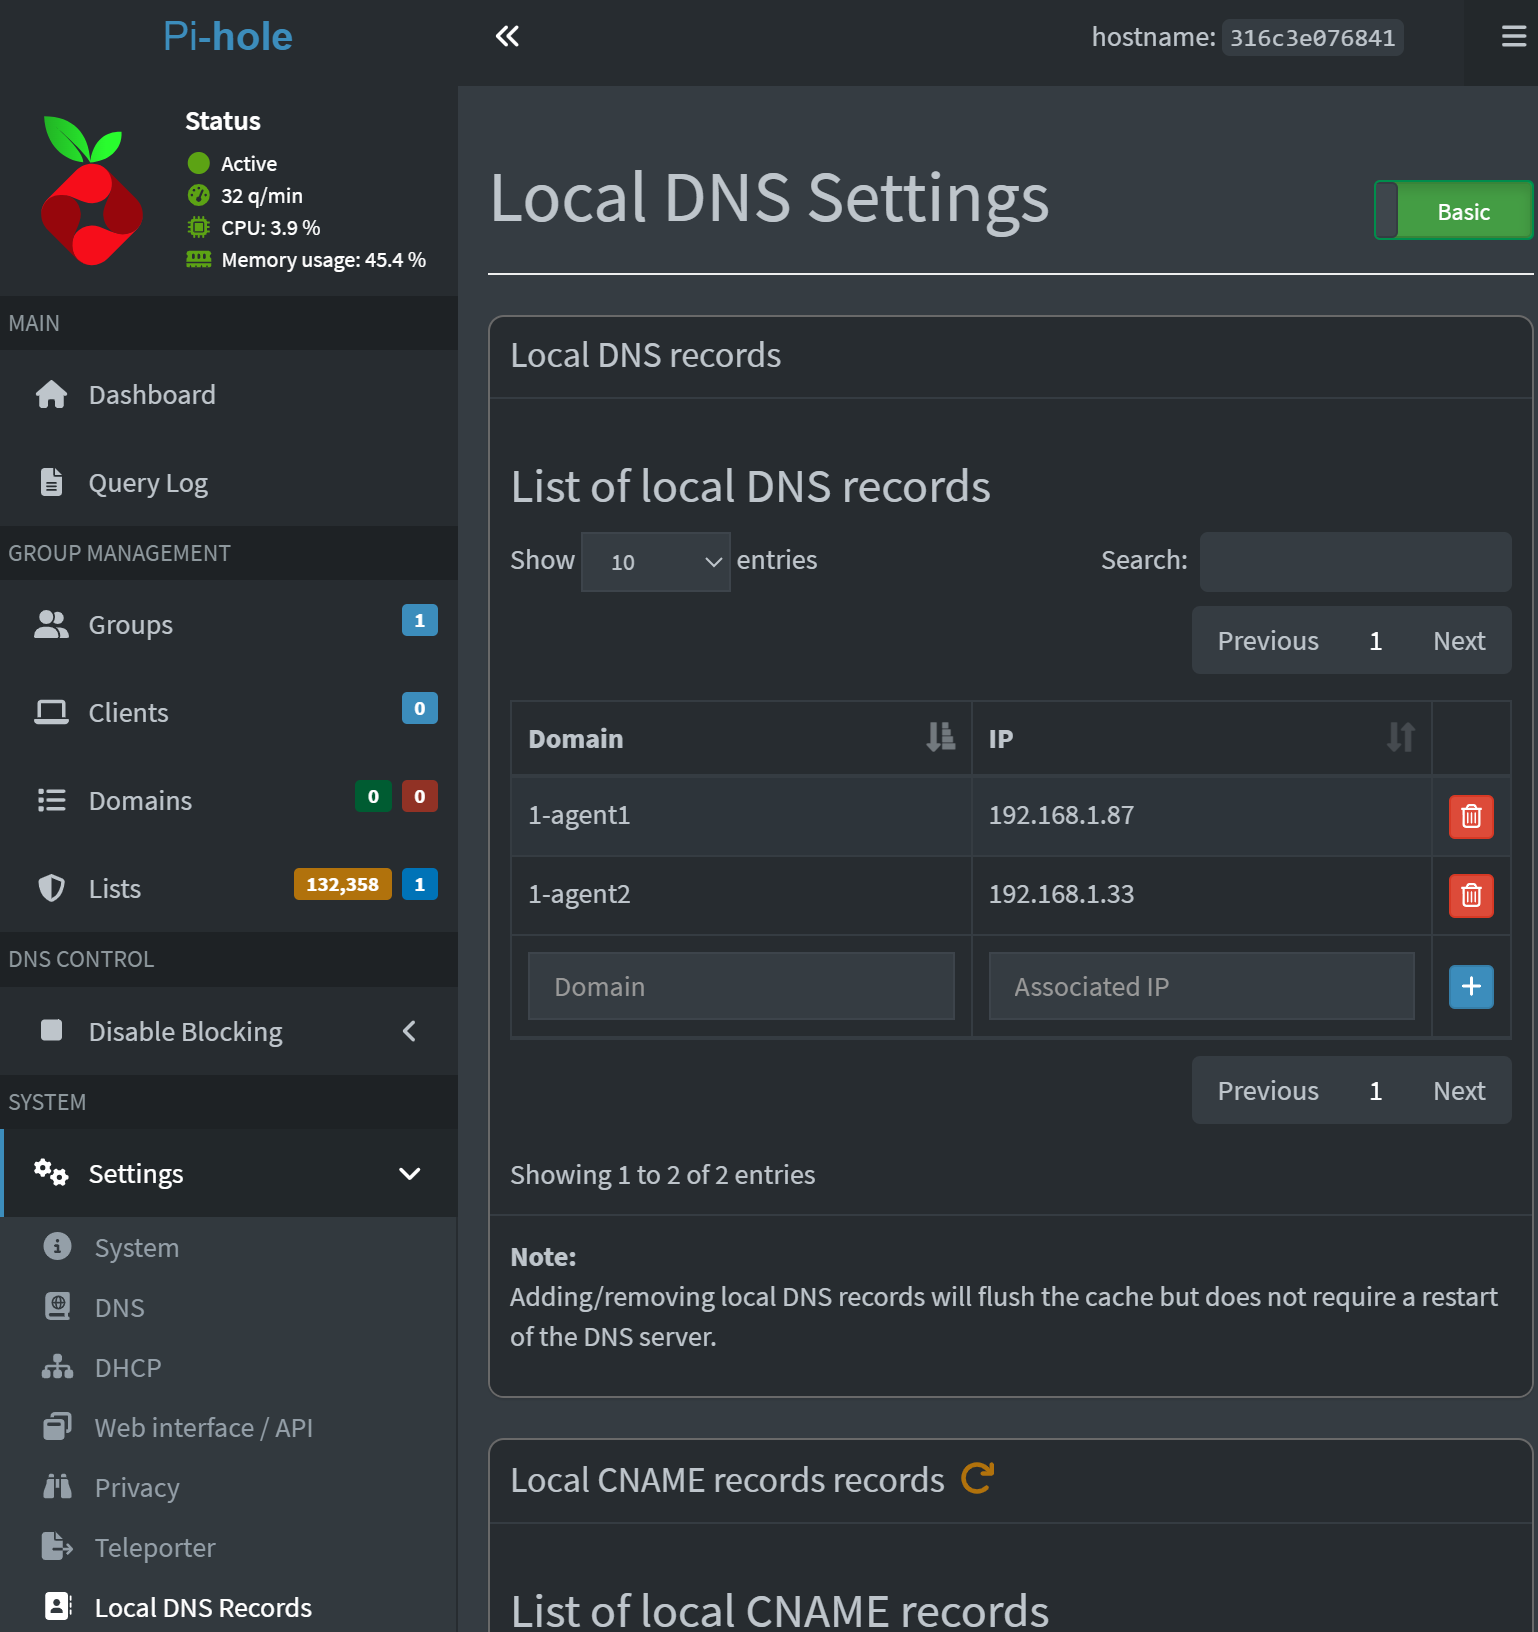 Pi-hole
hostname: 316c3e076841
Status
Active
32 q/min
CPU: 3.9 %
Memory usage: 45.4 %
MAIN
Dashboard
Query Log
GROUP MANAGEMENT
Groups 1
Clients 0
Domains 0 0
Lists 132,358 1
DNS CONTROL
Disable Blocking
SYSTEM
Settings
System
DNS
DHCP
Web interface / API
Privacy
Teleporter
Local DNS Records
Local DNS Settings
Basic
Local DNS records
List of local DNS records
Show 10 entries Search:
Previous 1 Next
Domain IP
1-agent1 192.168.1.87
1-agent2 192.168.1.33
Domain Associated IP
Previous 1 Next
Showing 1 to 2 of 2 entries
Note:
Adding/removing local DNS records will flush the cache but does not require a restart
of the DNS server.
Local CNAME records records
List of local CNAME records